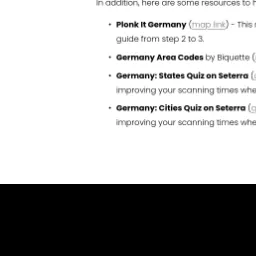 In addition, here are some resources to h
• Plonk It Germany (map link) - This
guide from step 2 to 3.
• Germany Area Codes by Biquette (
• Germany: States Quiz on Seterra (
improving your scanning times whe
• Germany: Cities Quiz on Seterra (
improving your scanning times whe